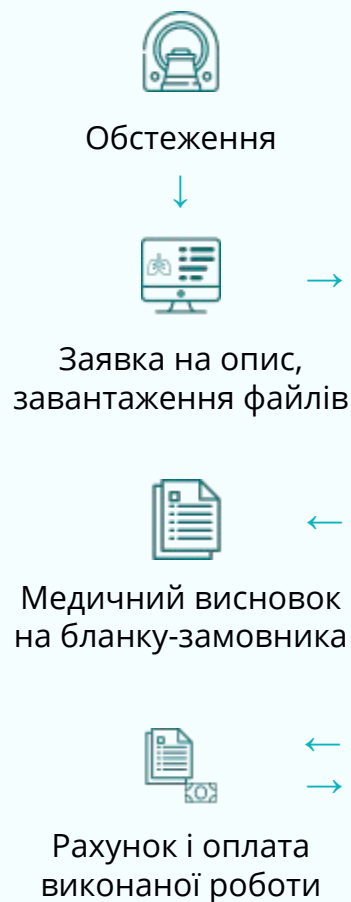 Обстеження
Заявка на опис,
завантаження файлів
Медичний висновок
на бланку-замовника
Рахунок і оплата
виконаної роботи